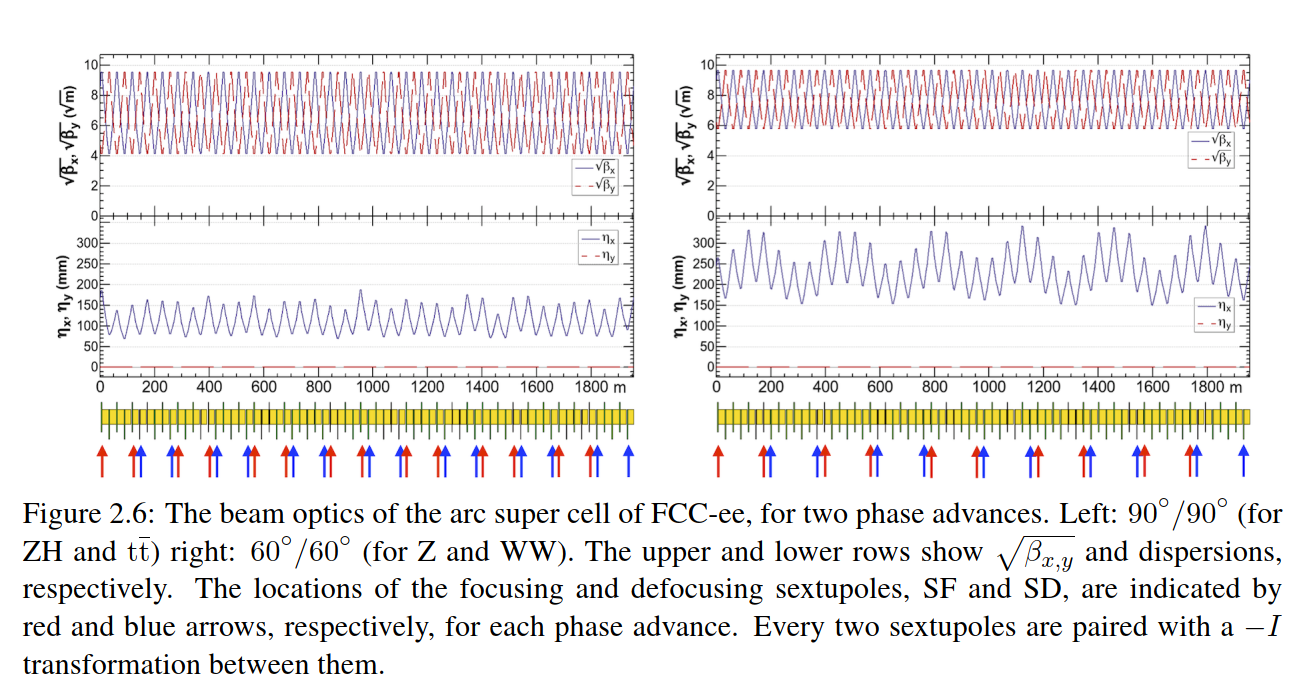 10
8
6
4
2
0
√βx, √βy (√m)
√βx
√βy
300
250
200
150
100
50
0
ηx, ηy (mm)
ηx
ηy
0 200 400 600 800 1000 1200 1400 1600 1800 m
10
8
6
4
2
0
√βx, √βy (√m)
√βx
√βy
300
250
200
150
100
50
0
ηx, ηy (mm)
ηx
ηy
0 200 400 600 800 1000 1200 1400 1600 1800 m
Figure 2.6: The beam optics of the arc super cell of FCC-ee, for two phase advances. Left: 90°/90° (for
ZH and tt̄) right: 60°/60° (for Z and WW). The upper and lower rows show √βx,y and dispersions,
respectively. The locations of the focusing and defocusing sextupoles, SF and SD, are indicated by
red and blue arrows, respectively, for each phase advance. Every two sextupoles are paired with a −I
transformation between them.